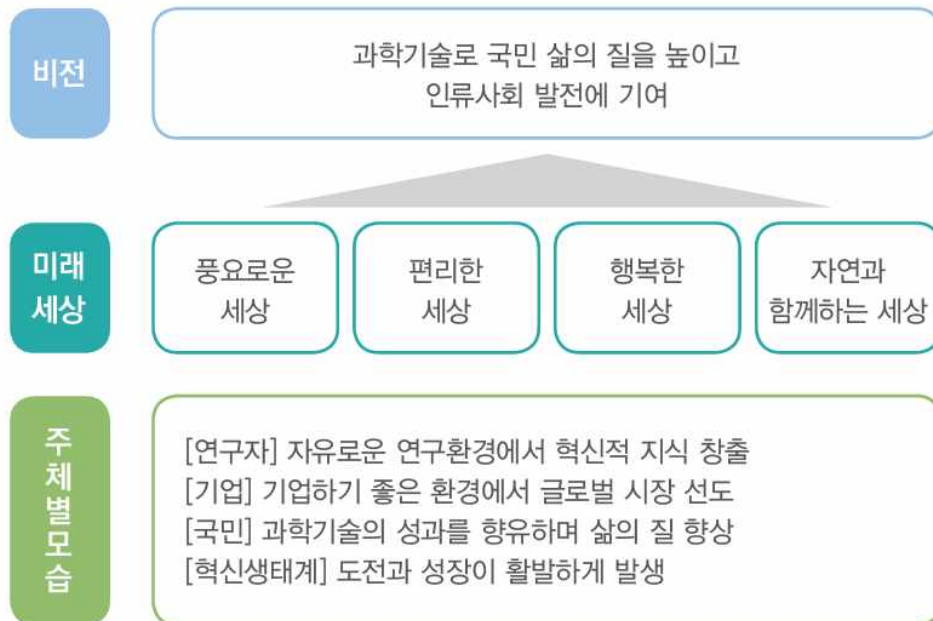 비전
과학기술로 국민 삶의 질을 높이고
인류사회 발전에 기여
미래
세상
풍요로운
세상
편리한
세상
행복한
세상
자연과
함께하는 세상
주
체
별
모
습
[연구자] 자유로운 연구환경에서 혁신적 지식 창출
[기업] 기업하기 좋은 환경에서 글로벌 시장 선도
[국민] 과학기술의 성과를 향유하며 삶의 질 향상
[혁신생태계] 도전과 성장이 활발하게 발생